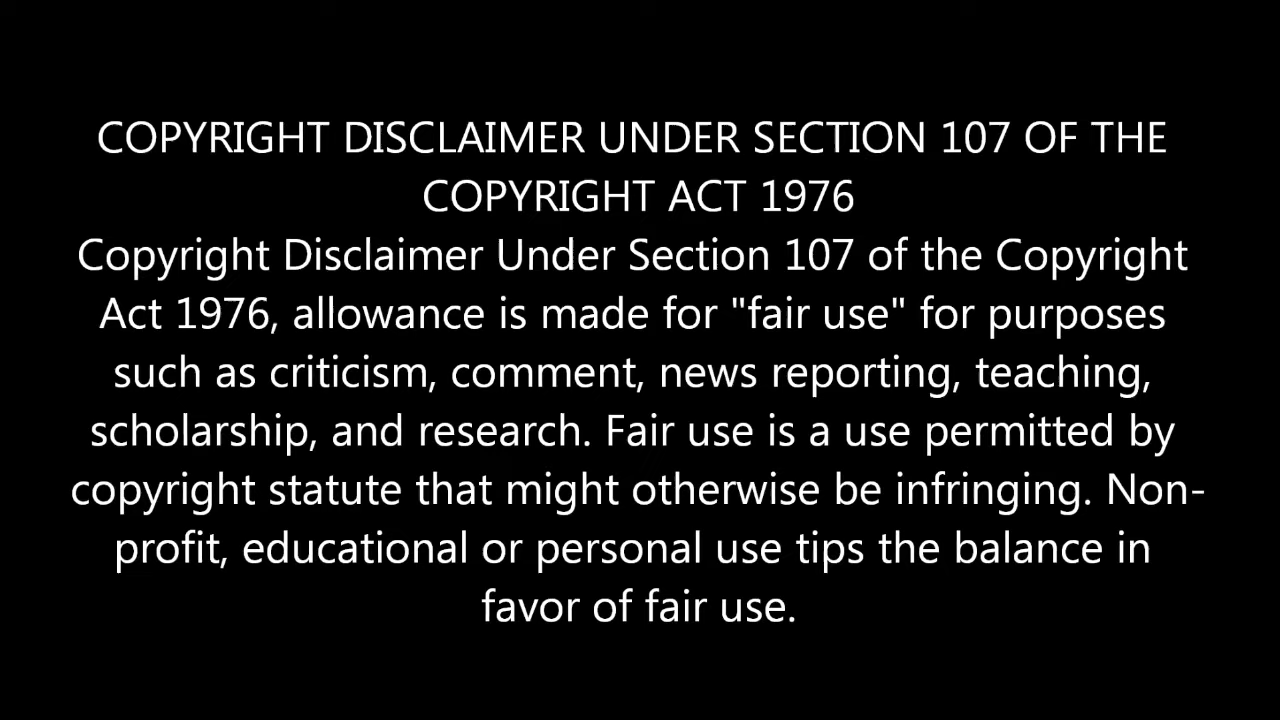 COPYRIGHT DISCLAIMER UNDER SECTION 107 OF THE
COPYRIGHT ACT 1976
Copyright Disclaimer Under Section 107 of the Copyright
Act 1976, allowance is made for "fair use" for purposes
such as criticism, comment, news reporting, teaching,
scholarship, and research. Fair use is a use permitted by
copyright statute that might otherwise be infringing. Non-
profit, educational or personal use tips the balance in
favor of fair use.